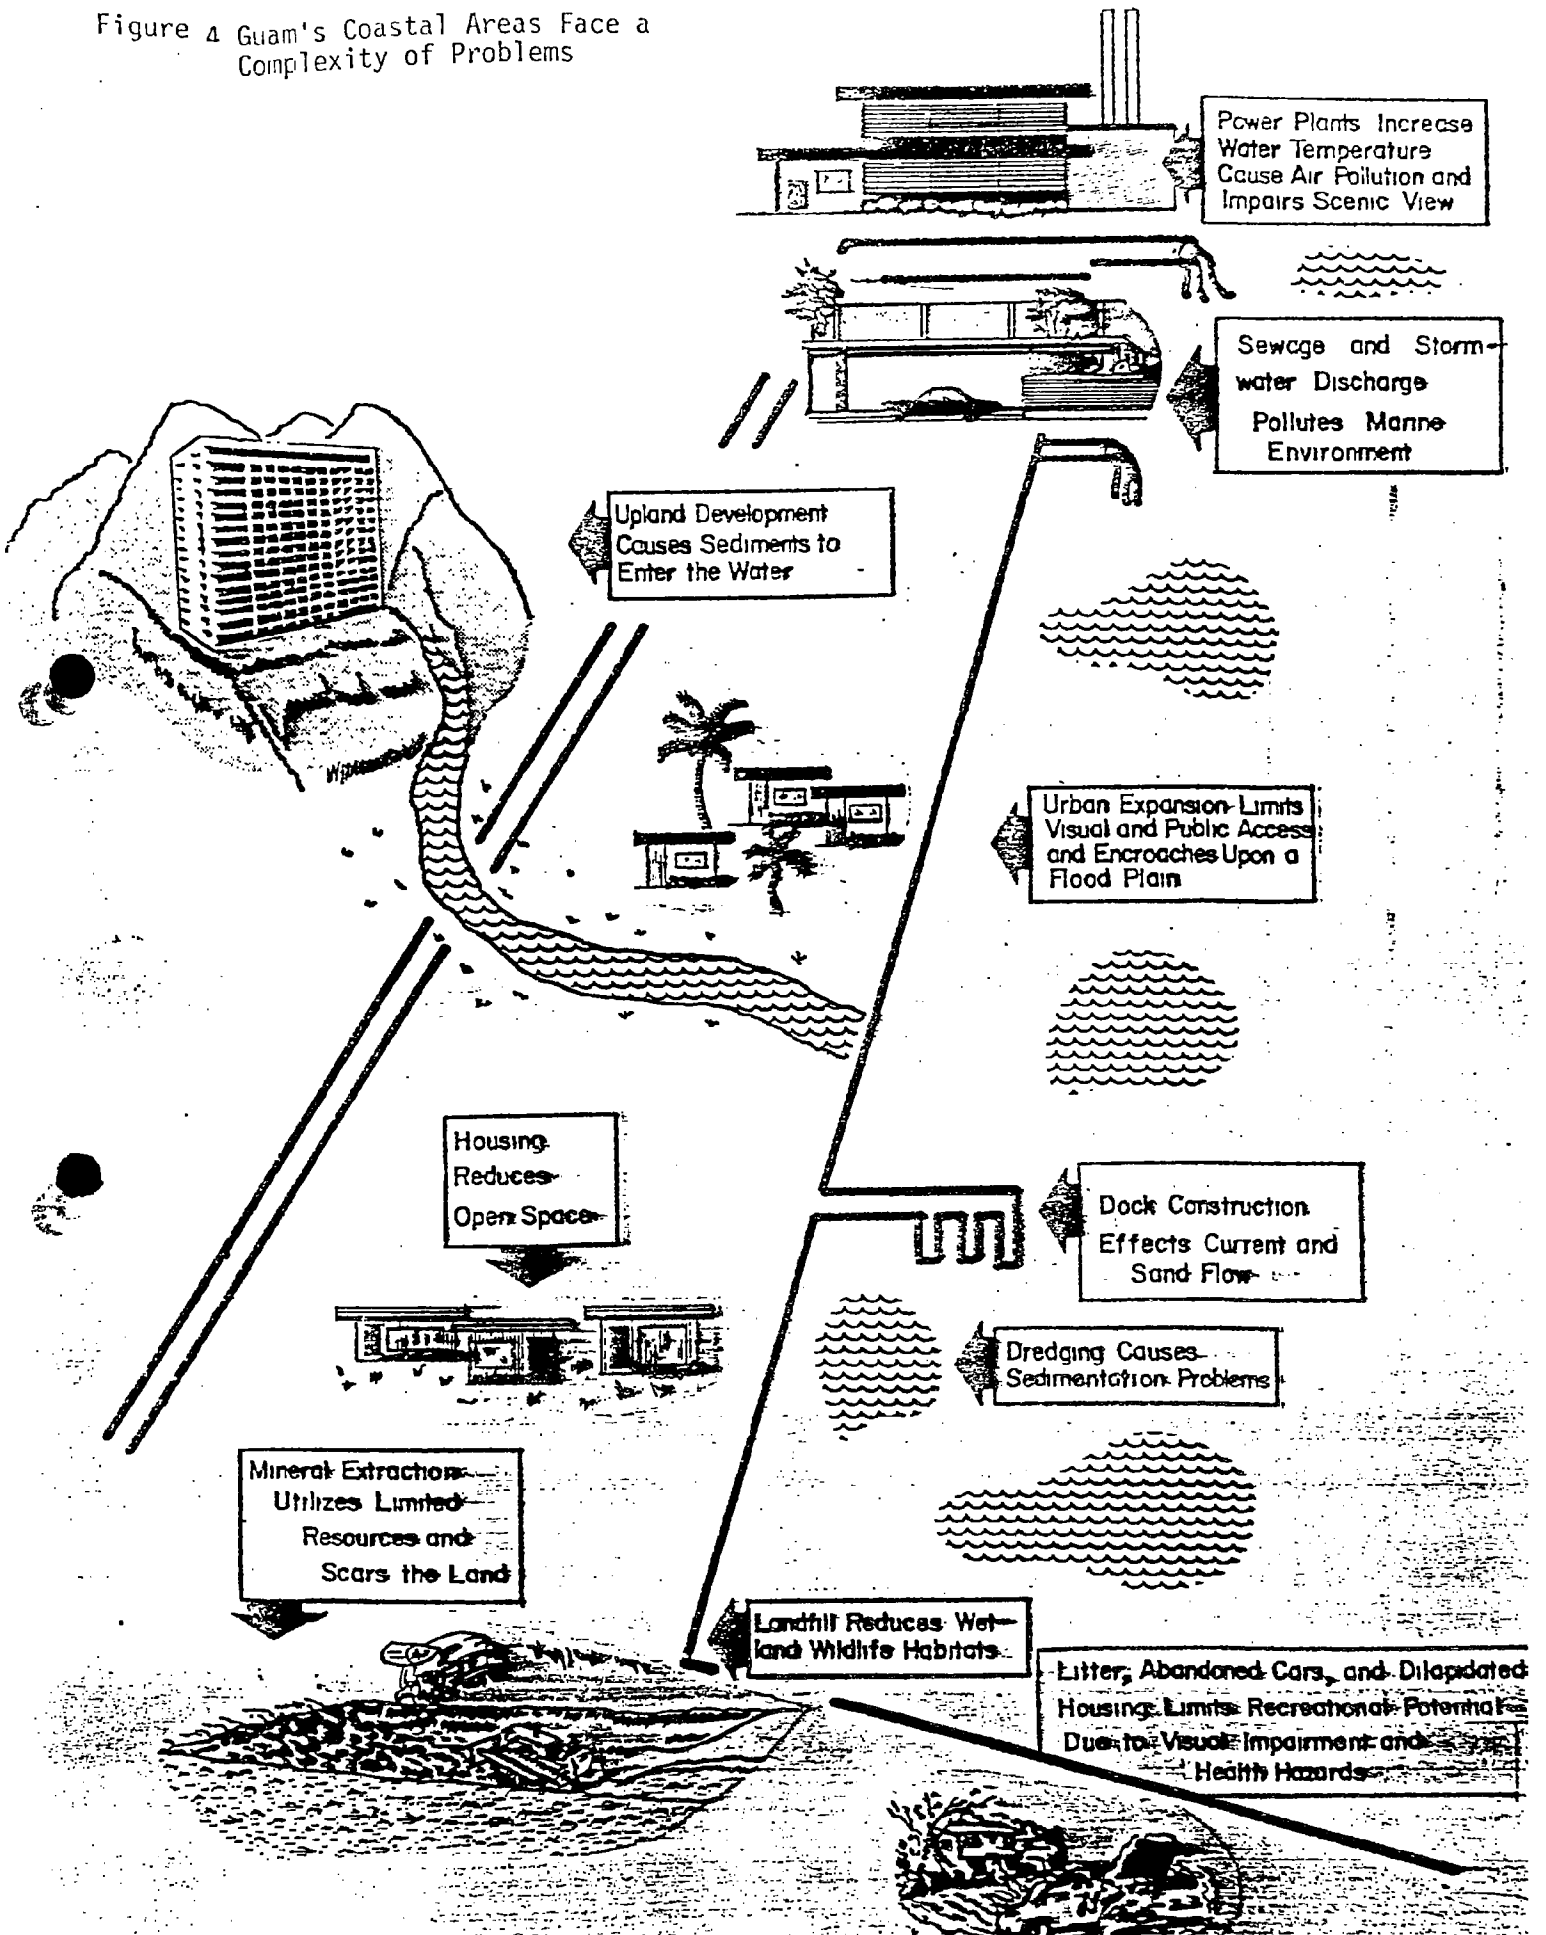 Figure 4 Guam's Coastal Areas Face a
Complexity of Problems
Power Plants Increase
Water Temperature
Cause Air Pollution and
Impairs Scenic View
Sewage and Storm-
water Discharge
Pollutes Marine
Environment
Upland Development
Causes Sediments to
Enter the Water
Urban Expansion Limits
Visual and Public Access
and Encroaches Upon a
Flood Plain
Housing
Reduces
Open Space
Dock Construction
Effects Current and
Sand Flow
Dredging Causes
Sedimentation Problems
Mineral Extraction
Utilizes Limited
Resources and
Scars the Land
Landfill Reduces Wet-
land Wildlife Habitats
Litter, Abandoned Cars, and Dilapidated
Housing Limits Recreational Potential
Due to Visual Impairment and
Health Hazards